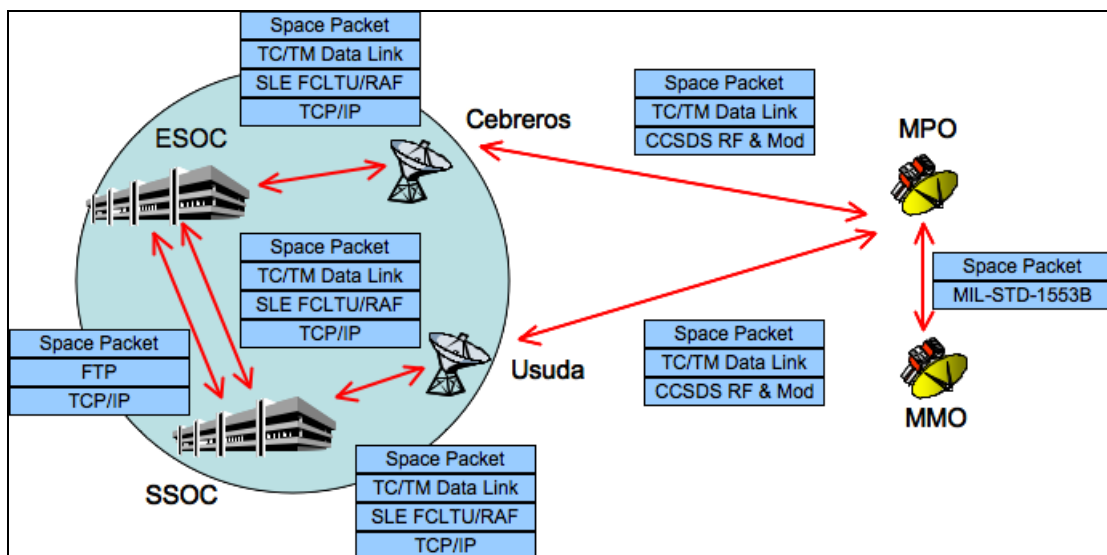 Space Packet
TC/TM Data Link
SLE FCLTU/RAF
TCP/IP
ESOC
Cebreros
Space Packet
TC/TM Data Link
CCSDS RF & Mod
MPO
Space Packet
TC/TM Data Link
SLE FCLTU/RAF
TCP/IP
Space Packet
MIL-STD-1553B
Space Packet
FTP
TCP/IP
Usuda
Space Packet
TC/TM Data Link
CCSDS RF & Mod
MMO
SSOC
Space Packet
TC/TM Data Link
SLE FCLTU/RAF
TCP/IP